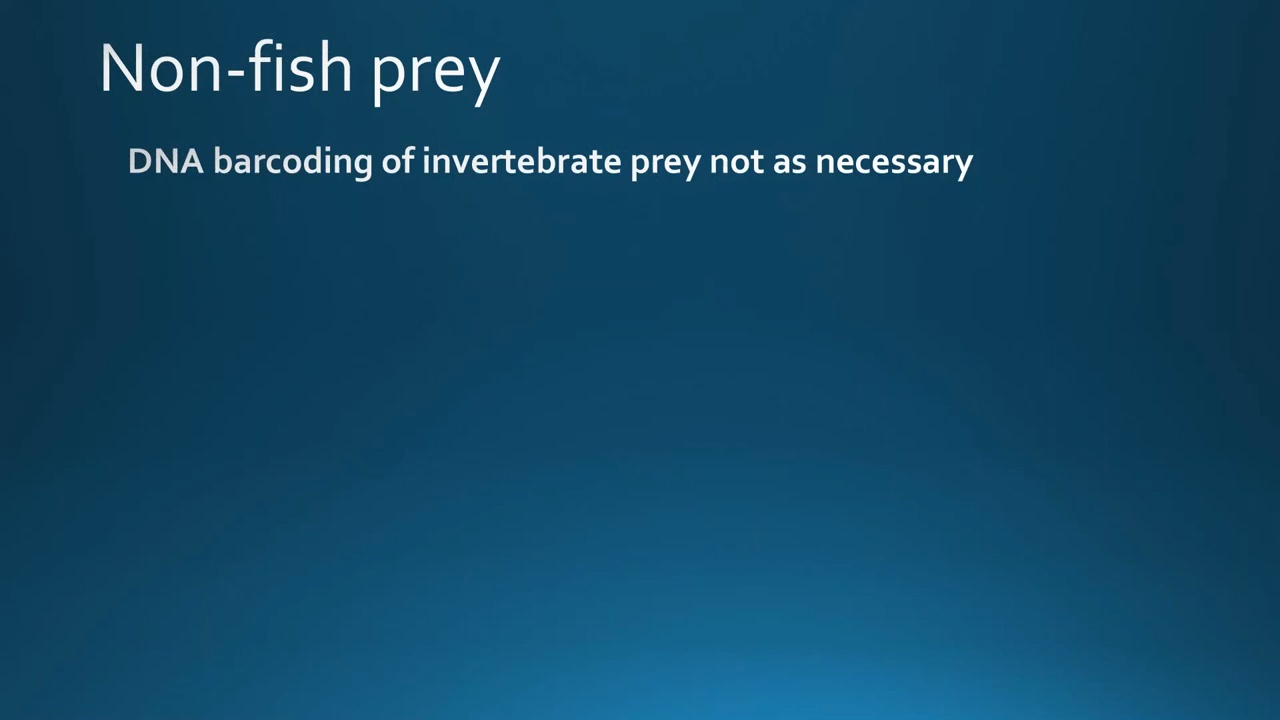 Non-fish prey
DNA barcoding of invertebrate prey not as necessary